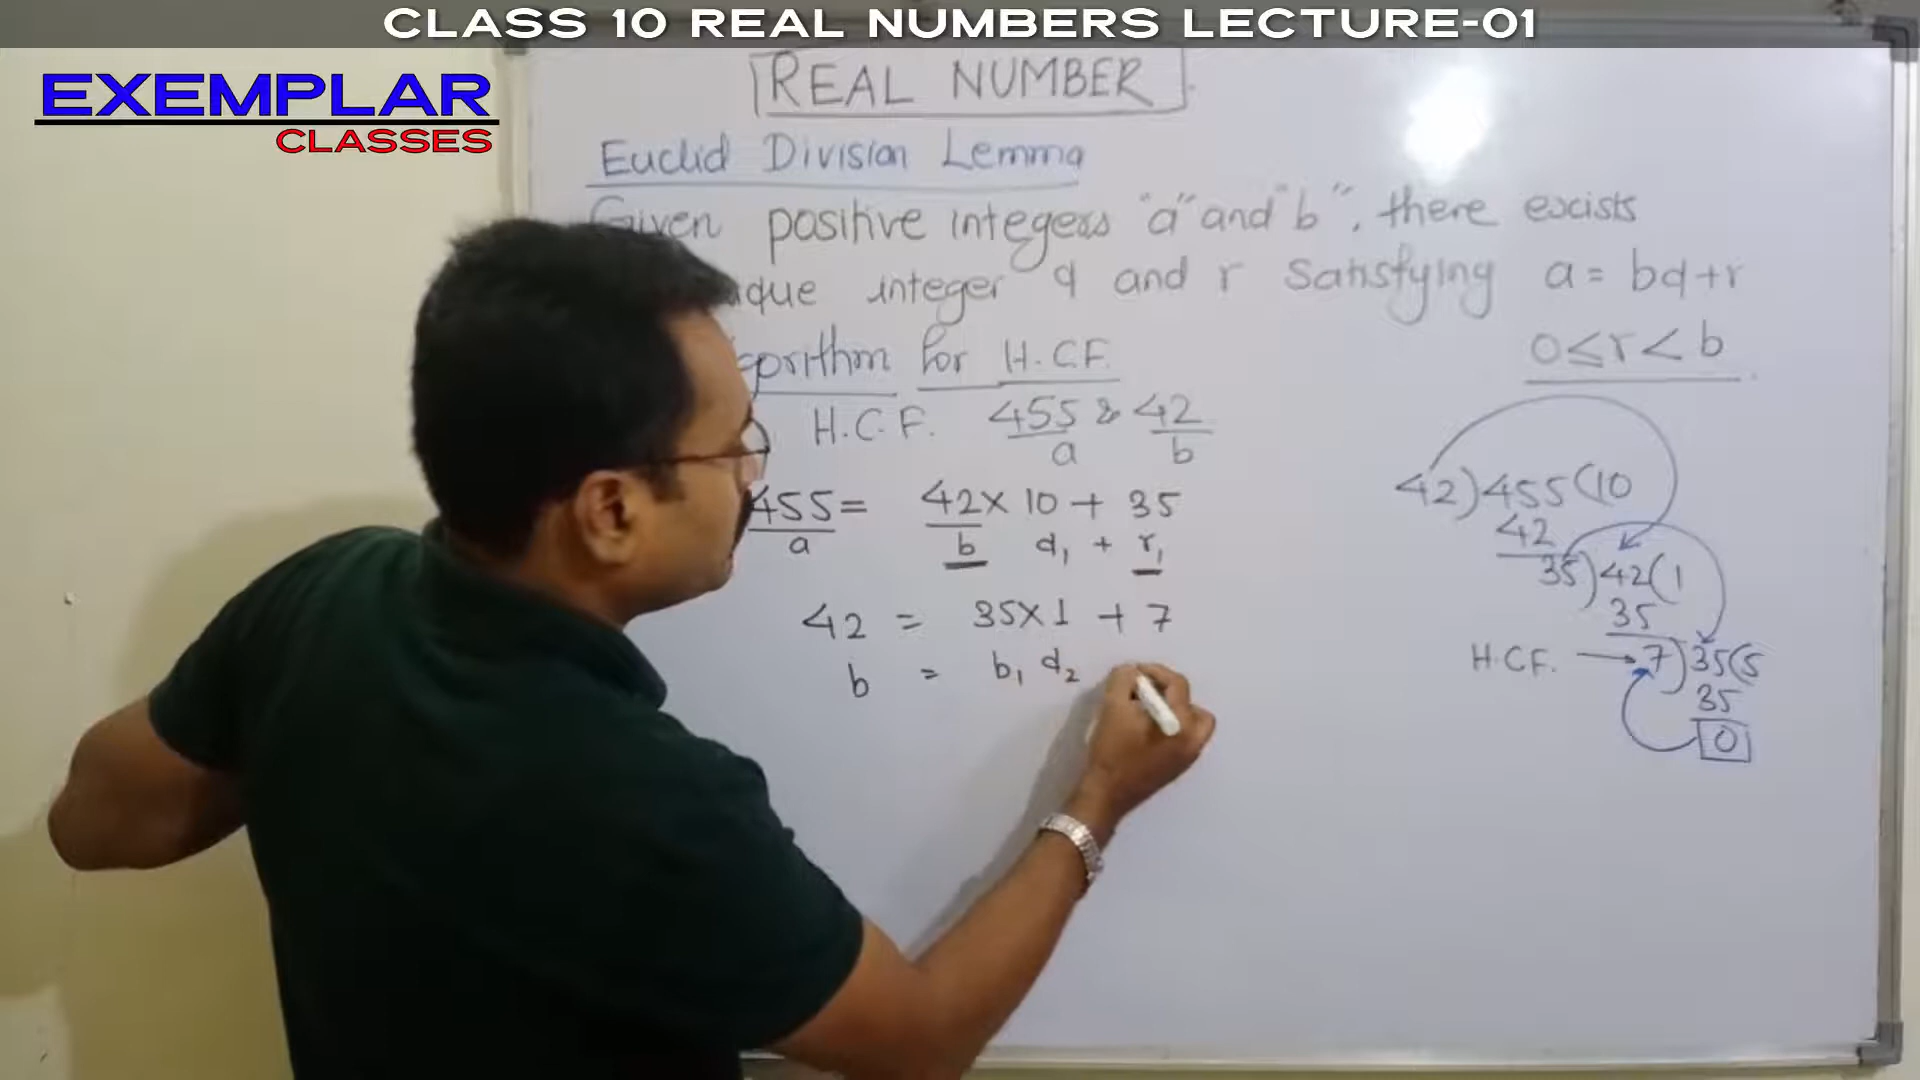 CLASS 10 REAL NUMBERS LECTURE-01
EXEMPLAR
CLASSES
REAL NUMBER
Euclid Division Lemma
Given positive integers "a" and "b", there excists
integer q and r satisfying a = bq+r
0≤r<b
for H.C.F.
H.C.F. 455 & 42
a b
455 = 42 x 10 + 35
a b q₁ + r₁
42 = 35 x 1 + 7
b = b₁ q₂
42)455(10
42
35)42(1
35
H.C.F. → 7)35(5
35
0